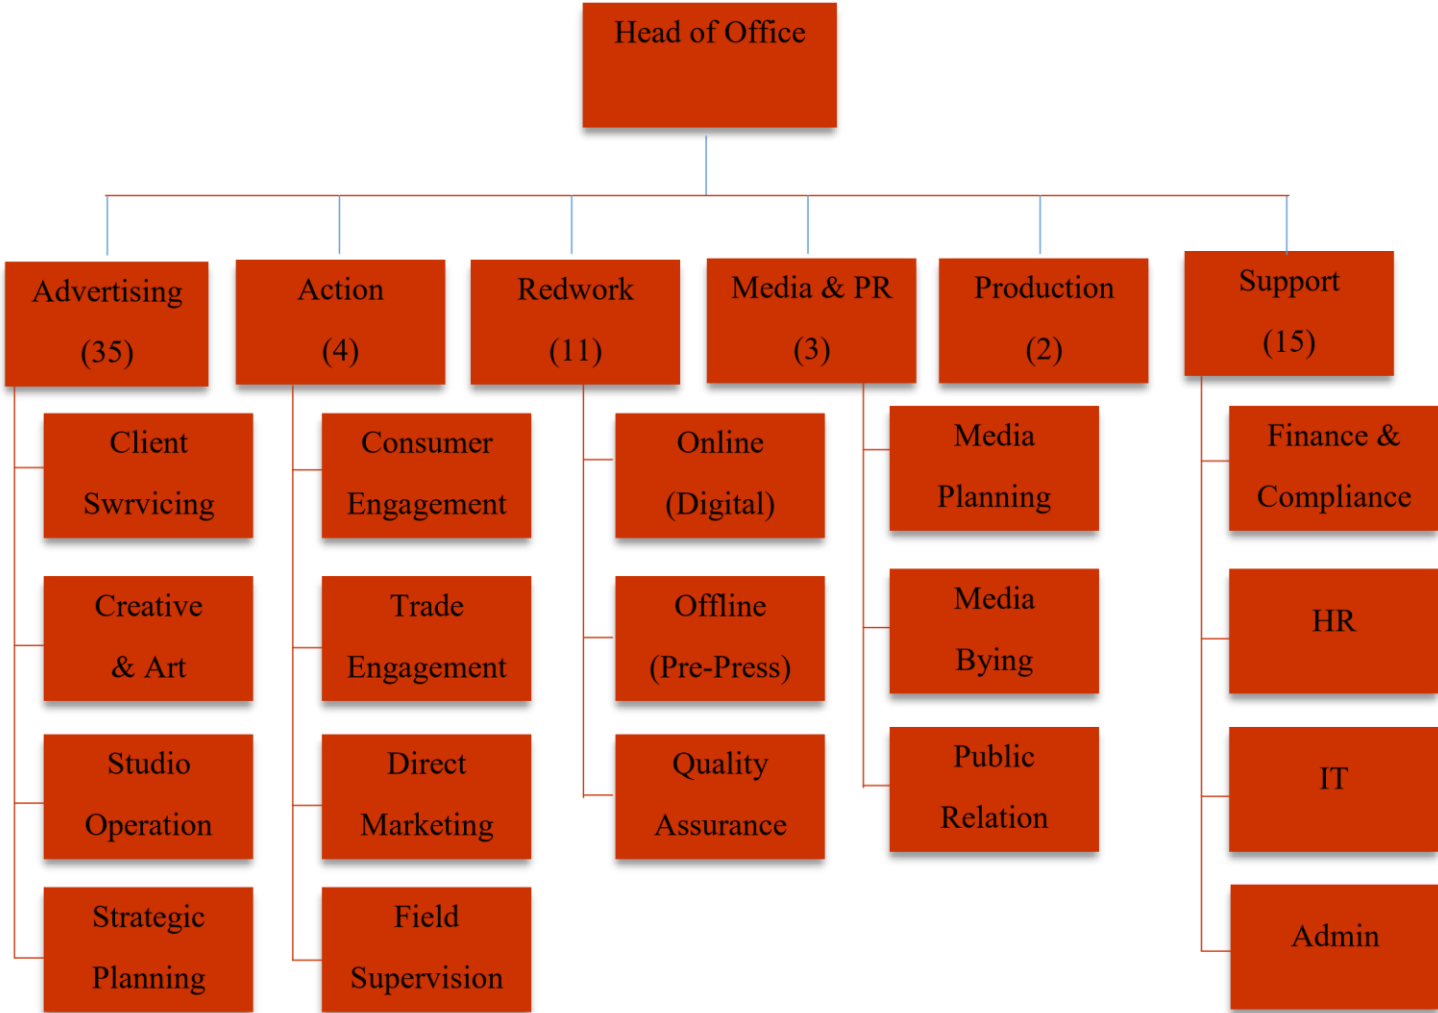 Head of Office
Advertising
(35)
Client
Swrvicing
Creative
& Art
Studio
Operation
Strategic
Planning
Action
(4)
Consumer
Engagement
Trade
Engagement
Direct
Marketing
Field
Supervision
Redwork
(11)
Online
(Digital)
Offline
(Pre-Press)
Quality
Assurance
Media & PR
(3)
Media
Planning
Media
Bying
Public
Relation
Production
(2)
Support
(15)
Finance &
Compliance
HR
IT
Admin